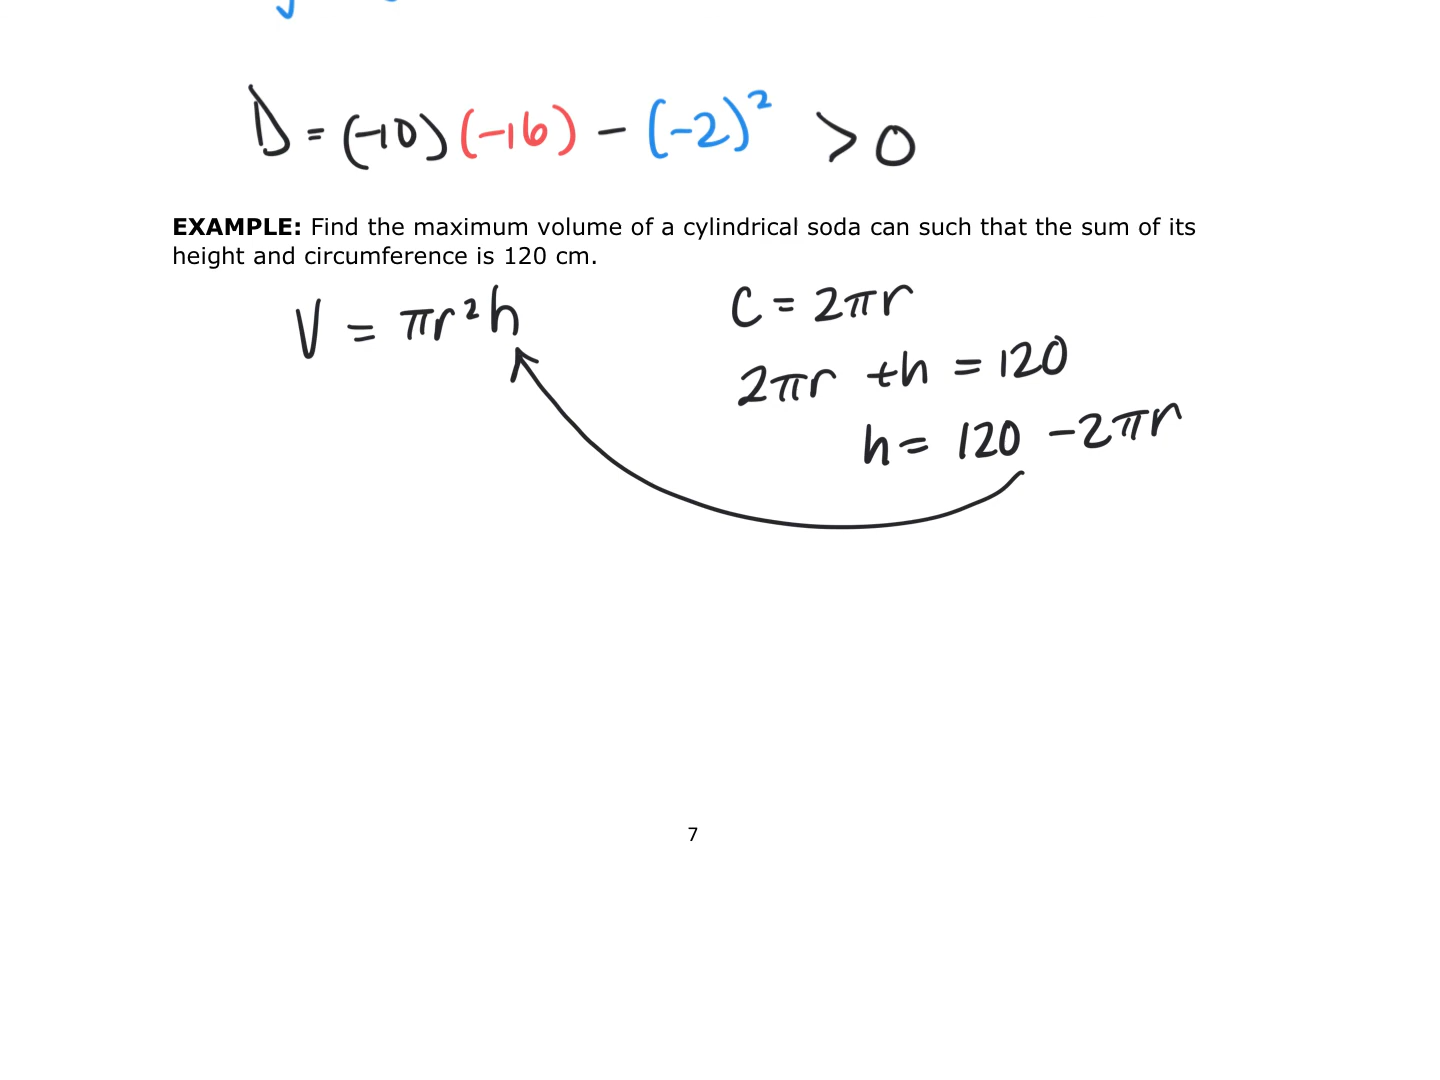 D = (-10)(-16) - (-2)² > 0
EXAMPLE: Find the maximum volume of a cylindrical soda can such that the sum of its
height and circumference is 120 cm.
V = πr²h
C = 2πr
2πr + h = 120
h = 120 - 2πr
7